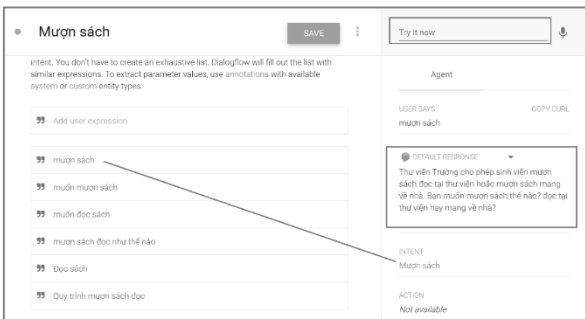 Mượn sách
SAVE
intent. You don't have to create an exhaustive list. Dialogflow will fill out the list with
similar expressions. To extract parameter values, use annotations with available
system or custom entity types.
Add user expression
mượn sách
muốn mượn sách
muốn đọc sách
mượn sách đọc như thế nào
Đọc sách
Quy trình mượn sách đọc
Try it now
Agent
USER SAYS
COPY CURL
mượn sách
DEFAULT RESPONSE
Thư viện Trường cho phép sinh viên mượn
sách đọc tại thư viện hoặc mượn sách mang
về nhà. Bạn muốn mượn sách thế nào? đọc tại
thư viện hay mang về nhà?
INTENT
Mượn sách
ACTION
Not available